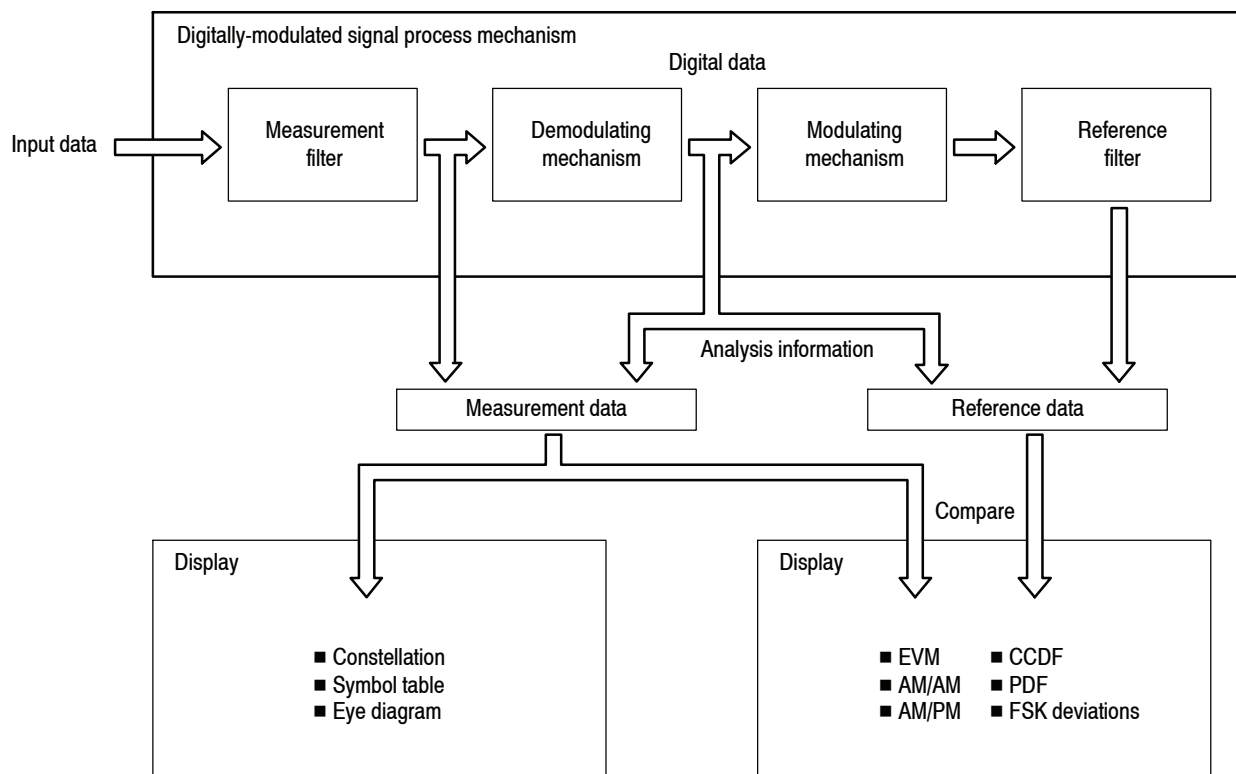 Digitally-modulated signal process mechanism
Digital data
Input data
Measurement
filter
Demodulating
mechanism
Modulating
mechanism
Reference
filter
Analysis information
Measurement data
Reference data
Compare
Display
■ Constellation
■ Symbol table
■ Eye diagram
Display
■ EVM ■ CCDF
■ AM/AM ■ PDF
■ AM/PM ■ FSK deviations